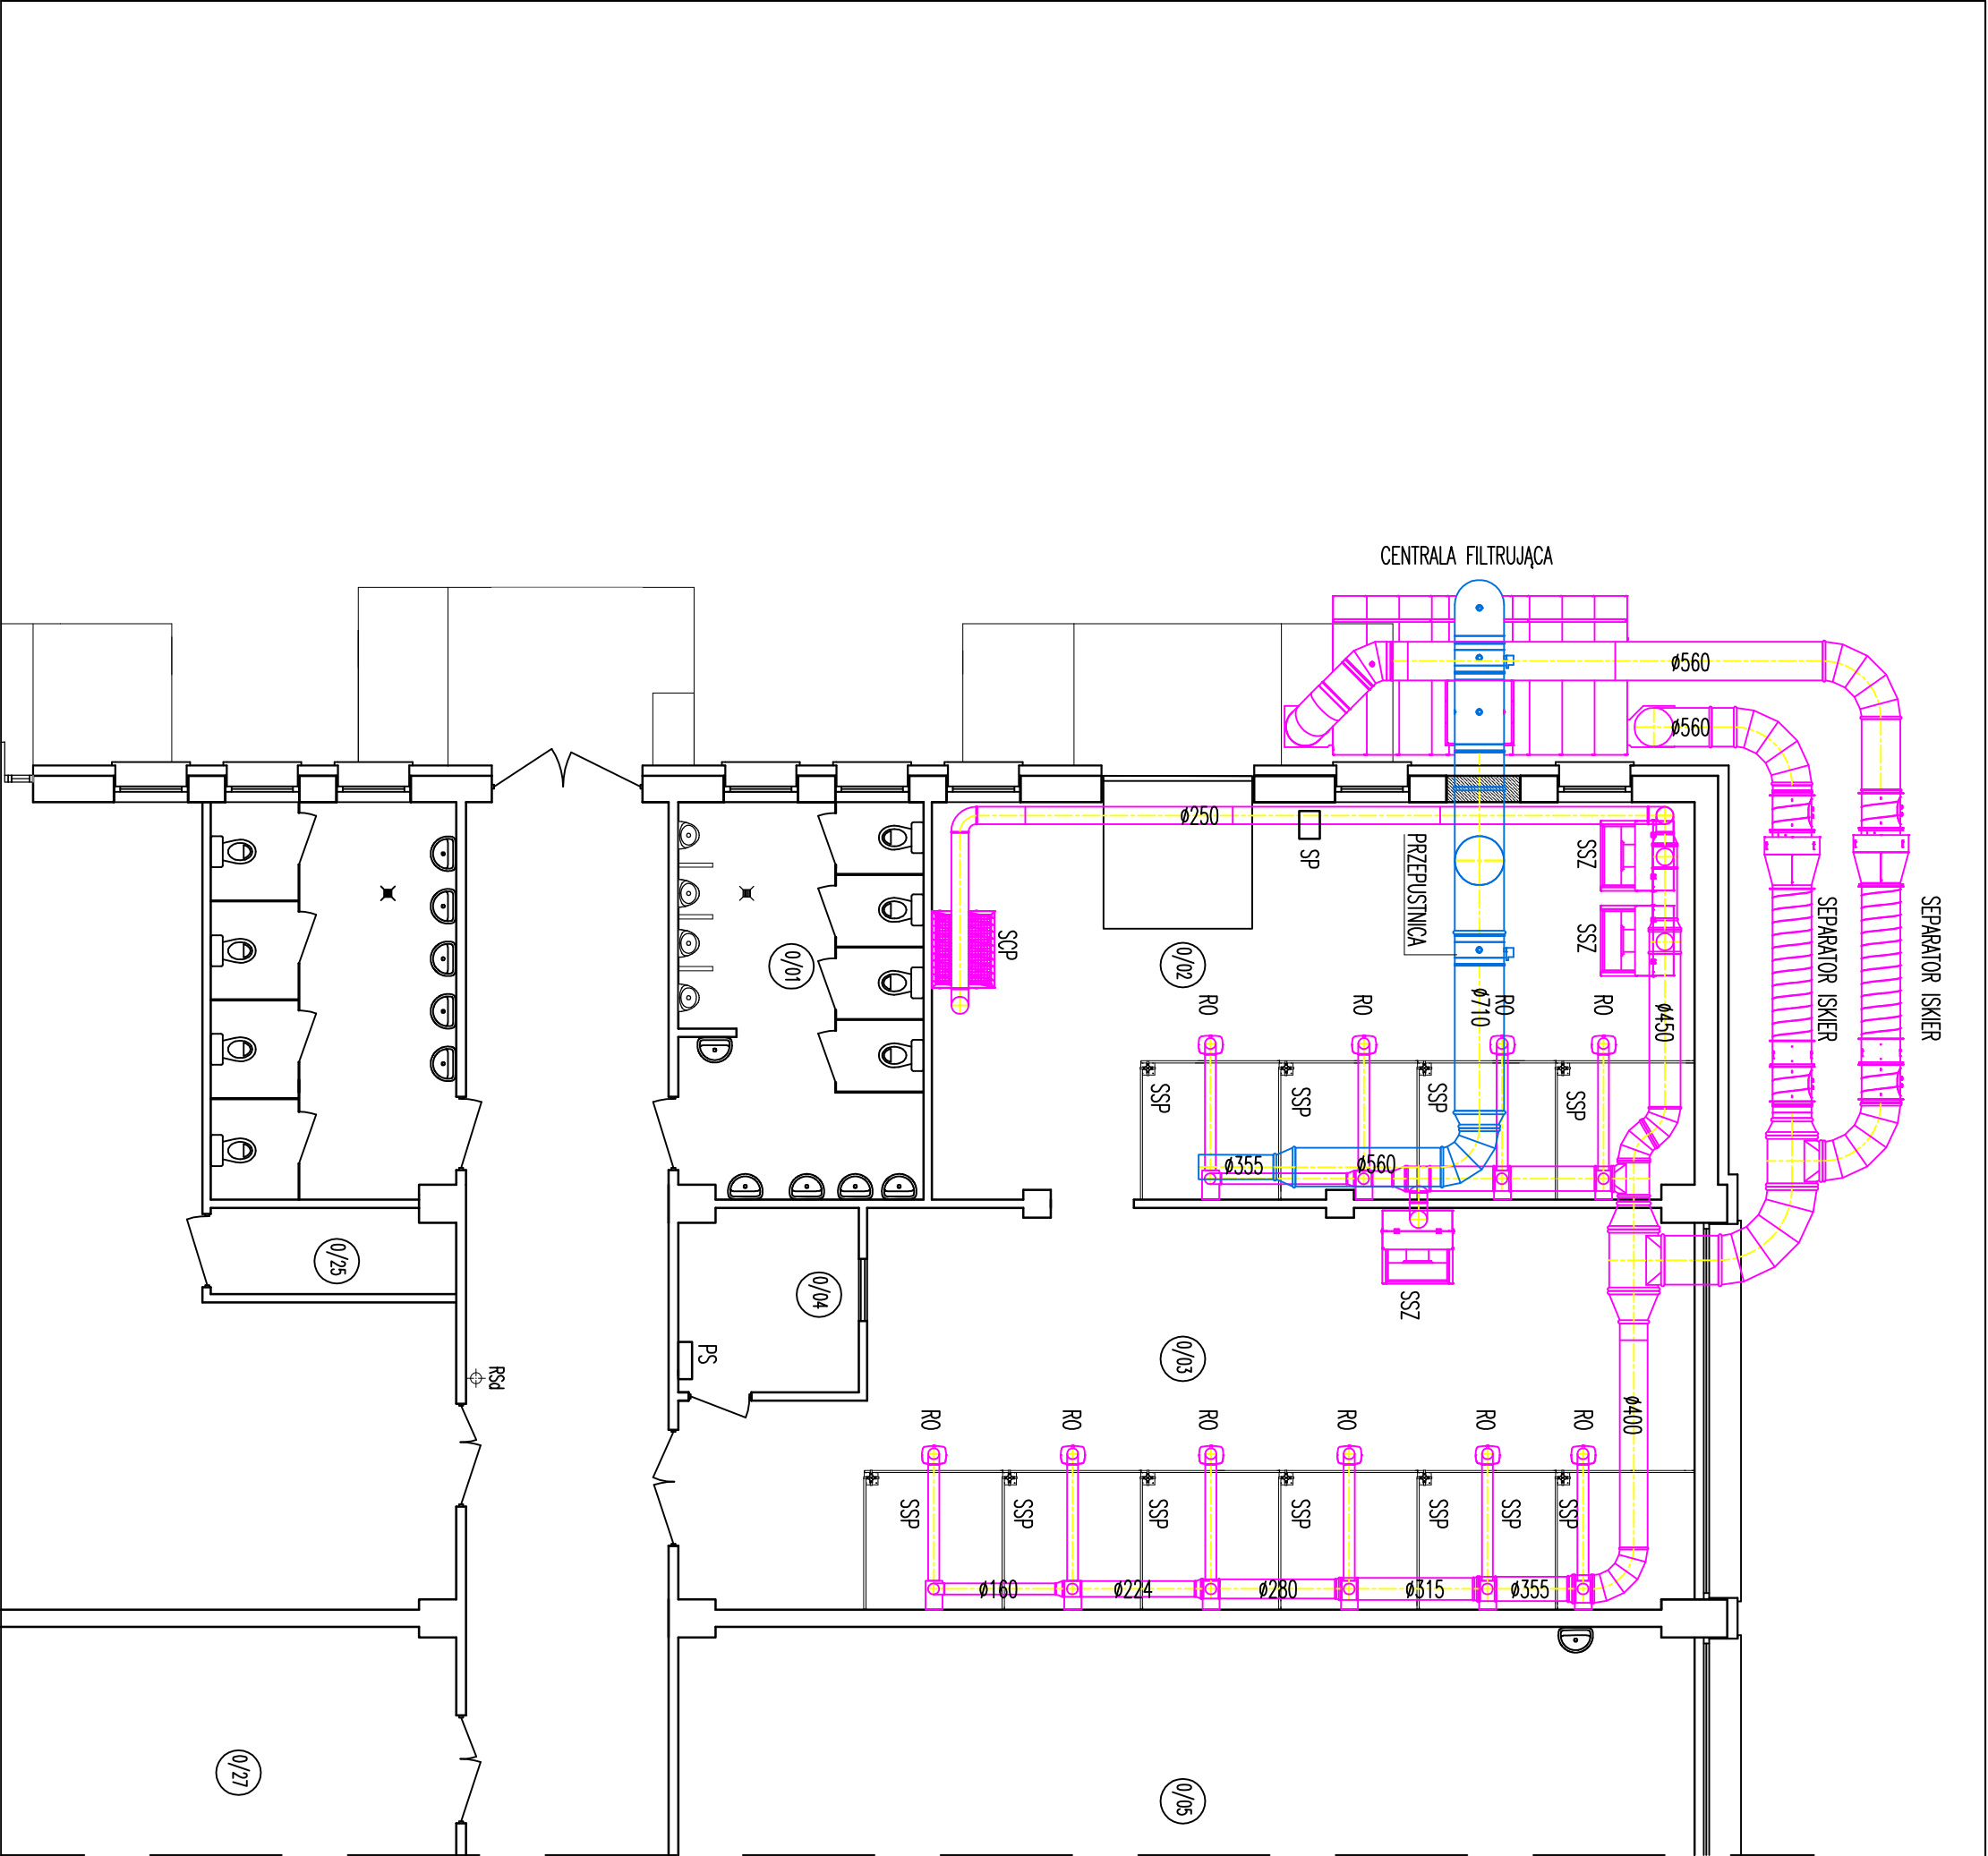 CENTRALA FILTRUJĄCA
ø560
ø560
ø250
SP
PRZEPUSTNICA
SSZ
SSZ
SEPARATOR ISKIER
SEPARATOR ISKIER
SCP
0/01
0/02
RO
RO
RO
RO
ø710
ø450
SSP
SSP
SSP
SSP
ø355
ø560
0/25
0/04
SSZ
PS
RSd
0/03
ø400
RO
RO
RO
RO
RO
RO
SSP
SSP
SSP
SSP
SSP
SSP
SSP
ø160
ø224
ø280
ø315
ø355
0/27
0/05